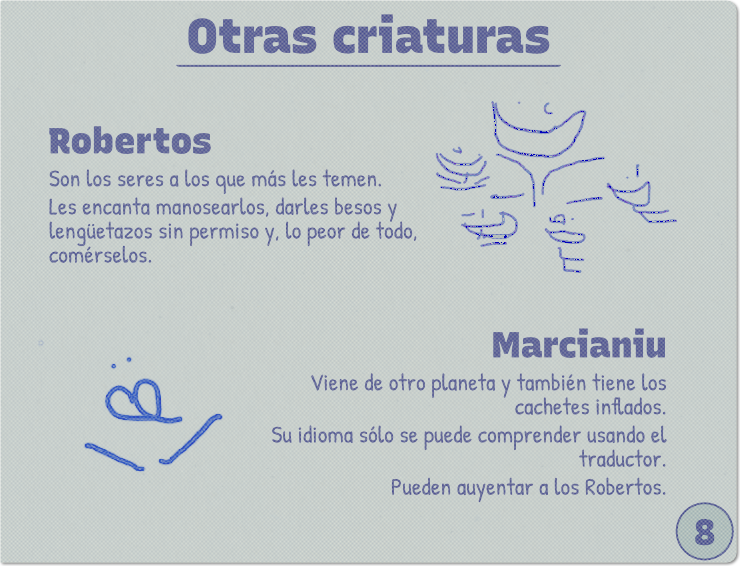 Otras criaturas
Robertos
Son los seres a los que más les temen.
Les encanta manosearlos, darles besos y
lengüetazos sin permiso y, lo peor de todo,
comérselos.
Marcianiu
Viene de otro planeta y también tiene los
cachetes inflados.
Su idioma sólo se puede comprender usando el
traductor.
Pueden auyentar a los Robertos.
8